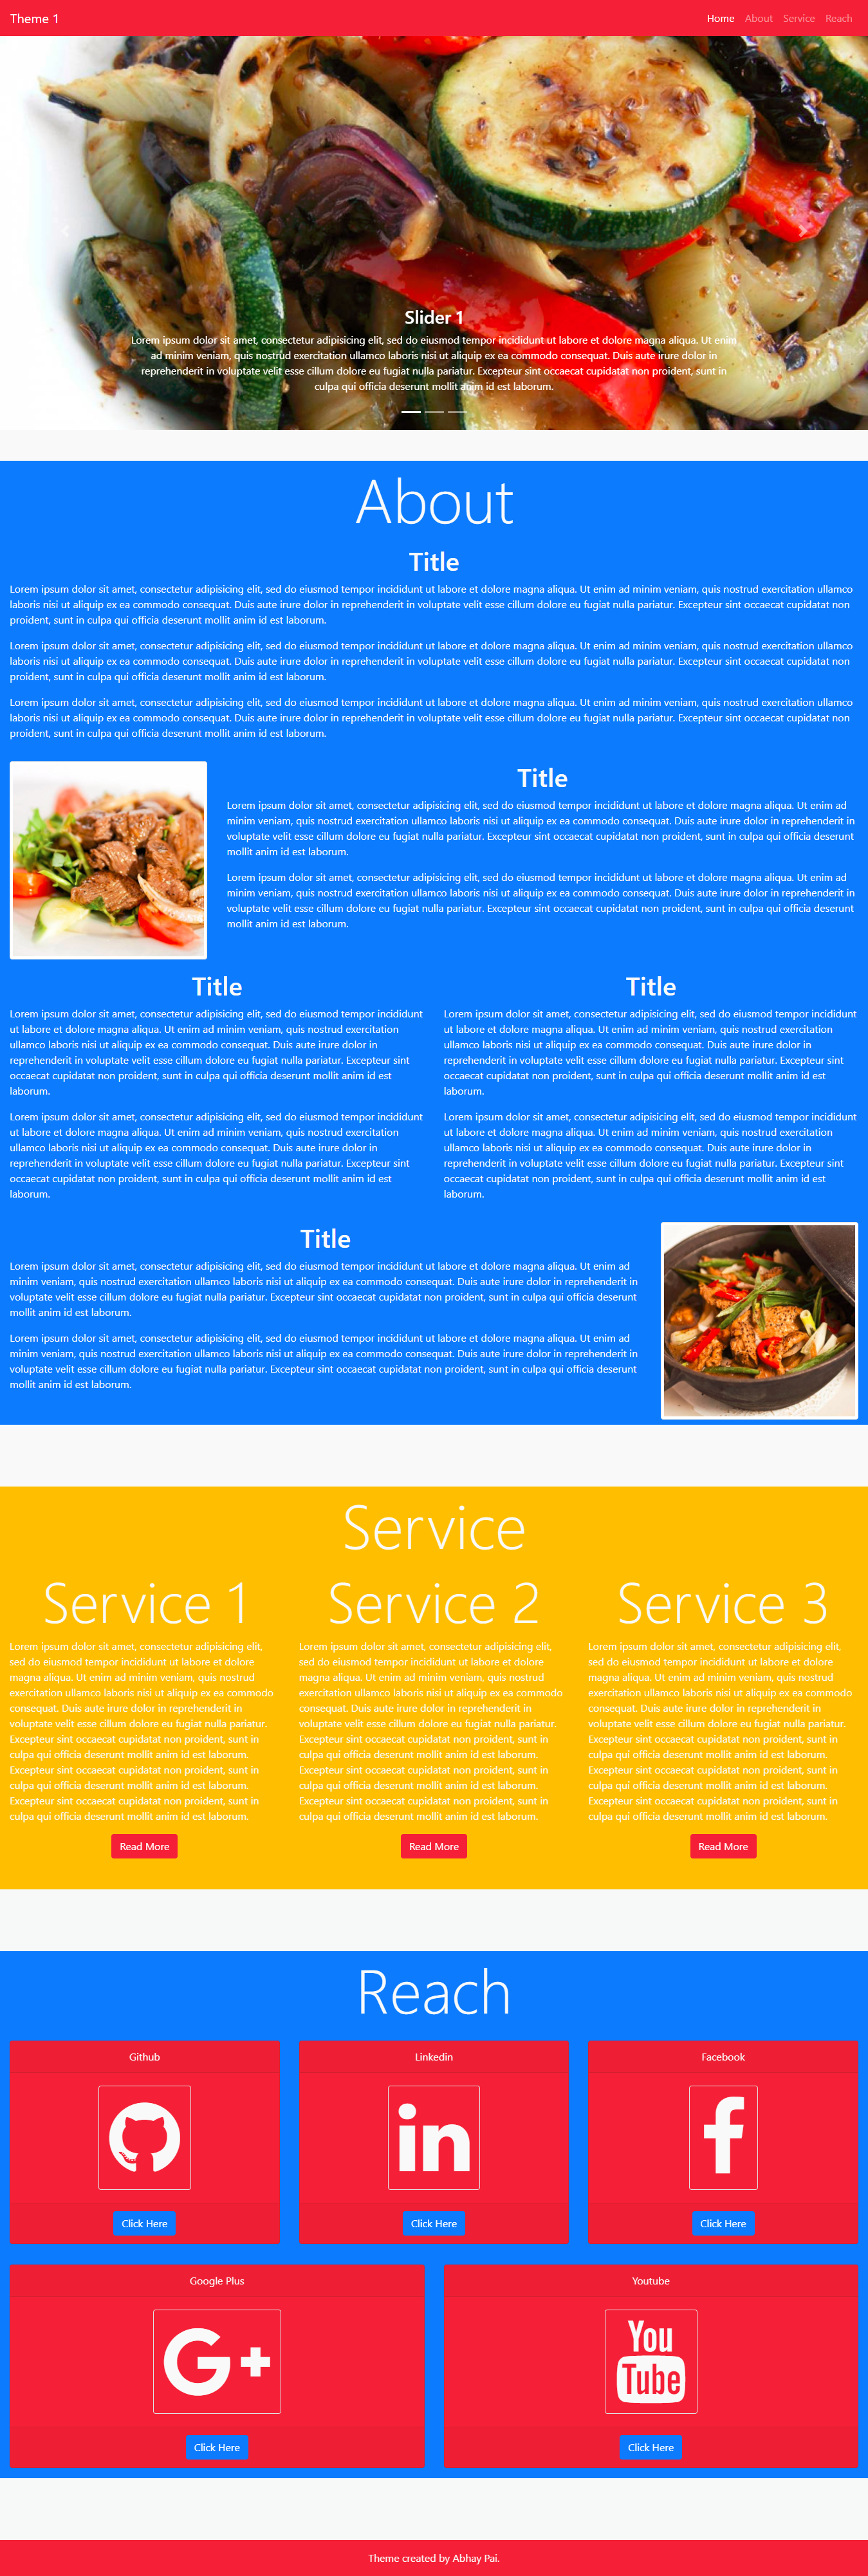 Theme 1
Home About Service Reach
Slider 1
Lorem ipsum dolor sit amet, consectetur adipisicing elit, sed do eiusmod tempor incididunt ut labore et dolore magna aliqua. Ut enim
ad minim veniam, quis nostrud exercitation ullamco laboris nisi ut aliquip ex ea commodo consequat. Duis aute irure dolor in
reprehenderit in voluptate velit esse cillum dolore eu fugiat nulla pariatur. Excepteur sint occaecat cupidatat non proident, sunt in
culpa qui officia deserunt mollit anim id est laborum.
About
Title
Lorem ipsum dolor sit amet, consectetur adipisicing elit, sed do eiusmod tempor incididunt ut labore et dolore magna aliqua. Ut enim ad minim veniam, quis nostrud exercitation ullamco
laboris nisi ut aliquip ex ea commodo consequat. Duis aute irure dolor in reprehenderit in voluptate velit esse cillum dolore eu fugiat nulla pariatur. Excepteur sint occaecat cupidatat non
proident, sunt in culpa qui officia deserunt mollit anim id est laborum.
Lorem ipsum dolor sit amet, consectetur adipisicing elit, sed do eiusmod tempor incididunt ut labore et dolore magna aliqua. Ut enim ad minim veniam, quis nostrud exercitation ullamco
laboris nisi ut aliquip ex ea commodo consequat. Duis aute irure dolor in reprehenderit in voluptate velit esse cillum dolore eu fugiat nulla pariatur. Excepteur sint occaecat cupidatat non
proident, sunt in culpa qui officia deserunt mollit anim id est laborum.
Lorem ipsum dolor sit amet, consectetur adipisicing elit, sed do eiusmod tempor incididunt ut labore et dolore magna aliqua. Ut enim ad minim veniam, quis nostrud exercitation ullamco
laboris nisi ut aliquip ex ea commodo consequat. Duis aute irure dolor in reprehenderit in voluptate velit esse cillum dolore eu fugiat nulla pariatur. Excepteur sint occaecat cupidatat non
proident, sunt in culpa qui officia deserunt mollit anim id est laborum.
Title
Lorem ipsum dolor sit amet, consectetur adipisicing elit, sed do eiusmod tempor incididunt ut labore et dolore magna aliqua. Ut enim ad
minim veniam, quis nostrud exercitation ullamco laboris nisi ut aliquip ex ea commodo consequat. Duis aute irure dolor in reprehenderit in
voluptate velit esse cillum dolore eu fugiat nulla pariatur. Excepteur sint occaecat cupidatat non proident, sunt in culpa qui officia deserunt
mollit anim id est laborum.
Lorem ipsum dolor sit amet, consectetur adipisicing elit, sed do eiusmod tempor incididunt ut labore et dolore magna aliqua. Ut enim ad
minim veniam, quis nostrud exercitation ullamco laboris nisi ut aliquip ex ea commodo consequat. Duis aute irure dolor in reprehenderit in
voluptate velit esse cillum dolore eu fugiat nulla pariatur. Excepteur sint occaecat cupidatat non proident, sunt in culpa qui officia deserunt
mollit anim id est laborum.
Title
Lorem ipsum dolor sit amet, consectetur adipisicing elit, sed do eiusmod tempor incididunt
ut labore et dolore magna aliqua. Ut enim ad minim veniam, quis nostrud exercitation
ullamco laboris nisi ut aliquip ex ea commodo consequat. Duis aute irure dolor in
reprehenderit in voluptate velit esse cillum dolore eu fugiat nulla pariatur. Excepteur sint
occaecat cupidatat non proident, sunt in culpa qui officia deserunt mollit anim id est
laborum.
Lorem ipsum dolor sit amet, consectetur adipisicing elit, sed do eiusmod tempor incididunt
ut labore et dolore magna aliqua. Ut enim ad minim veniam, quis nostrud exercitation
ullamco laboris nisi ut aliquip ex ea commodo consequat. Duis aute irure dolor in
reprehenderit in voluptate velit esse cillum dolore eu fugiat nulla pariatur. Excepteur sint
occaecat cupidatat non proident, sunt in culpa qui officia deserunt mollit anim id est
laborum.
Title
Lorem ipsum dolor sit amet, consectetur adipisicing elit, sed do eiusmod tempor incididunt
ut labore et dolore magna aliqua. Ut enim ad minim veniam, quis nostrud exercitation
ullamco laboris nisi ut aliquip ex ea commodo consequat. Duis aute irure dolor in
reprehenderit in voluptate velit esse cillum dolore eu fugiat nulla pariatur. Excepteur sint
occaecat cupidatat non proident, sunt in culpa qui officia deserunt mollit anim id est
laborum.
Lorem ipsum dolor sit amet, consectetur adipisicing elit, sed do eiusmod tempor incididunt
ut labore et dolore magna aliqua. Ut enim ad minim veniam, quis nostrud exercitation
ullamco laboris nisi ut aliquip ex ea commodo consequat. Duis aute irure dolor in
reprehenderit in voluptate velit esse cillum dolore eu fugiat nulla pariatur. Excepteur sint
occaecat cupidatat non proident, sunt in culpa qui officia deserunt mollit anim id est
laborum.
Title
Lorem ipsum dolor sit amet, consectetur adipisicing elit, sed do eiusmod tempor incididunt ut labore et dolore magna aliqua. Ut enim ad
minim veniam, quis nostrud exercitation ullamco laboris nisi ut aliquip ex ea commodo consequat. Duis aute irure dolor in reprehenderit in
voluptate velit esse cillum dolore eu fugiat nulla pariatur. Excepteur sint occaecat cupidatat non proident, sunt in culpa qui officia deserunt
mollit anim id est laborum.
Lorem ipsum dolor sit amet, consectetur adipisicing elit, sed do eiusmod tempor incididunt ut labore et dolore magna aliqua. Ut enim ad
minim veniam, quis nostrud exercitation ullamco laboris nisi ut aliquip ex ea commodo consequat. Duis aute irure dolor in reprehenderit in
voluptate velit esse cillum dolore eu fugiat nulla pariatur. Excepteur sint occaecat cupidatat non proident, sunt in culpa qui officia deserunt
mollit anim id est laborum.
Service
Service 1
Lorem ipsum dolor sit amet, consectetur adipisicing elit,
sed do eiusmod tempor incididunt ut labore et dolore
magna aliqua. Ut enim ad minim veniam, quis nostrud
exercitation ullamco laboris nisi ut aliquip ex ea commodo
consequat. Duis aute irure dolor in reprehenderit in
voluptate velit esse cillum dolore eu fugiat nulla pariatur.
Excepteur sint occaecat cupidatat non proident, sunt in
culpa qui officia deserunt mollit anim id est laborum.
Excepteur sint occaecat cupidatat non proident, sunt in
culpa qui officia deserunt mollit anim id est laborum.
Excepteur sint occaecat cupidatat non proident, sunt in
culpa qui officia deserunt mollit anim id est laborum.
Read More
Service 2
Lorem ipsum dolor sit amet, consectetur adipisicing elit,
sed do eiusmod tempor incididunt ut labore et dolore
magna aliqua. Ut enim ad minim veniam, quis nostrud
exercitation ullamco laboris nisi ut aliquip ex ea commodo
consequat. Duis aute irure dolor in reprehenderit in
voluptate velit esse cillum dolore eu fugiat nulla pariatur.
Excepteur sint occaecat cupidatat non proident, sunt in
culpa qui officia deserunt mollit anim id est laborum.
Excepteur sint occaecat cupidatat non proident, sunt in
culpa qui officia deserunt mollit anim id est laborum.
Excepteur sint occaecat cupidatat non proident, sunt in
culpa qui officia deserunt mollit anim id est laborum.
Read More
Service 3
Lorem ipsum dolor sit amet, consectetur adipisicing elit,
sed do eiusmod tempor incididunt ut labore et dolore
magna aliqua. Ut enim ad minim veniam, quis nostrud
exercitation ullamco laboris nisi ut aliquip ex ea commodo
consequat. Duis aute irure dolor in reprehenderit in
voluptate velit esse cillum dolore eu fugiat nulla pariatur.
Excepteur sint occaecat cupidatat non proident, sunt in
culpa qui officia deserunt mollit anim id est laborum.
Excepteur sint occaecat cupidatat non proident, sunt in
culpa qui officia deserunt mollit anim id est laborum.
Excepteur sint occaecat cupidatat non proident, sunt in
culpa qui officia deserunt mollit anim id est laborum.
Read More
Reach
Github
Click Here
Linkedin
in
Click Here
Facebook
f
Click Here
Google Plus
G+
Click Here
Youtube
You
Tube
Click Here
Theme created by Abhay Pai.